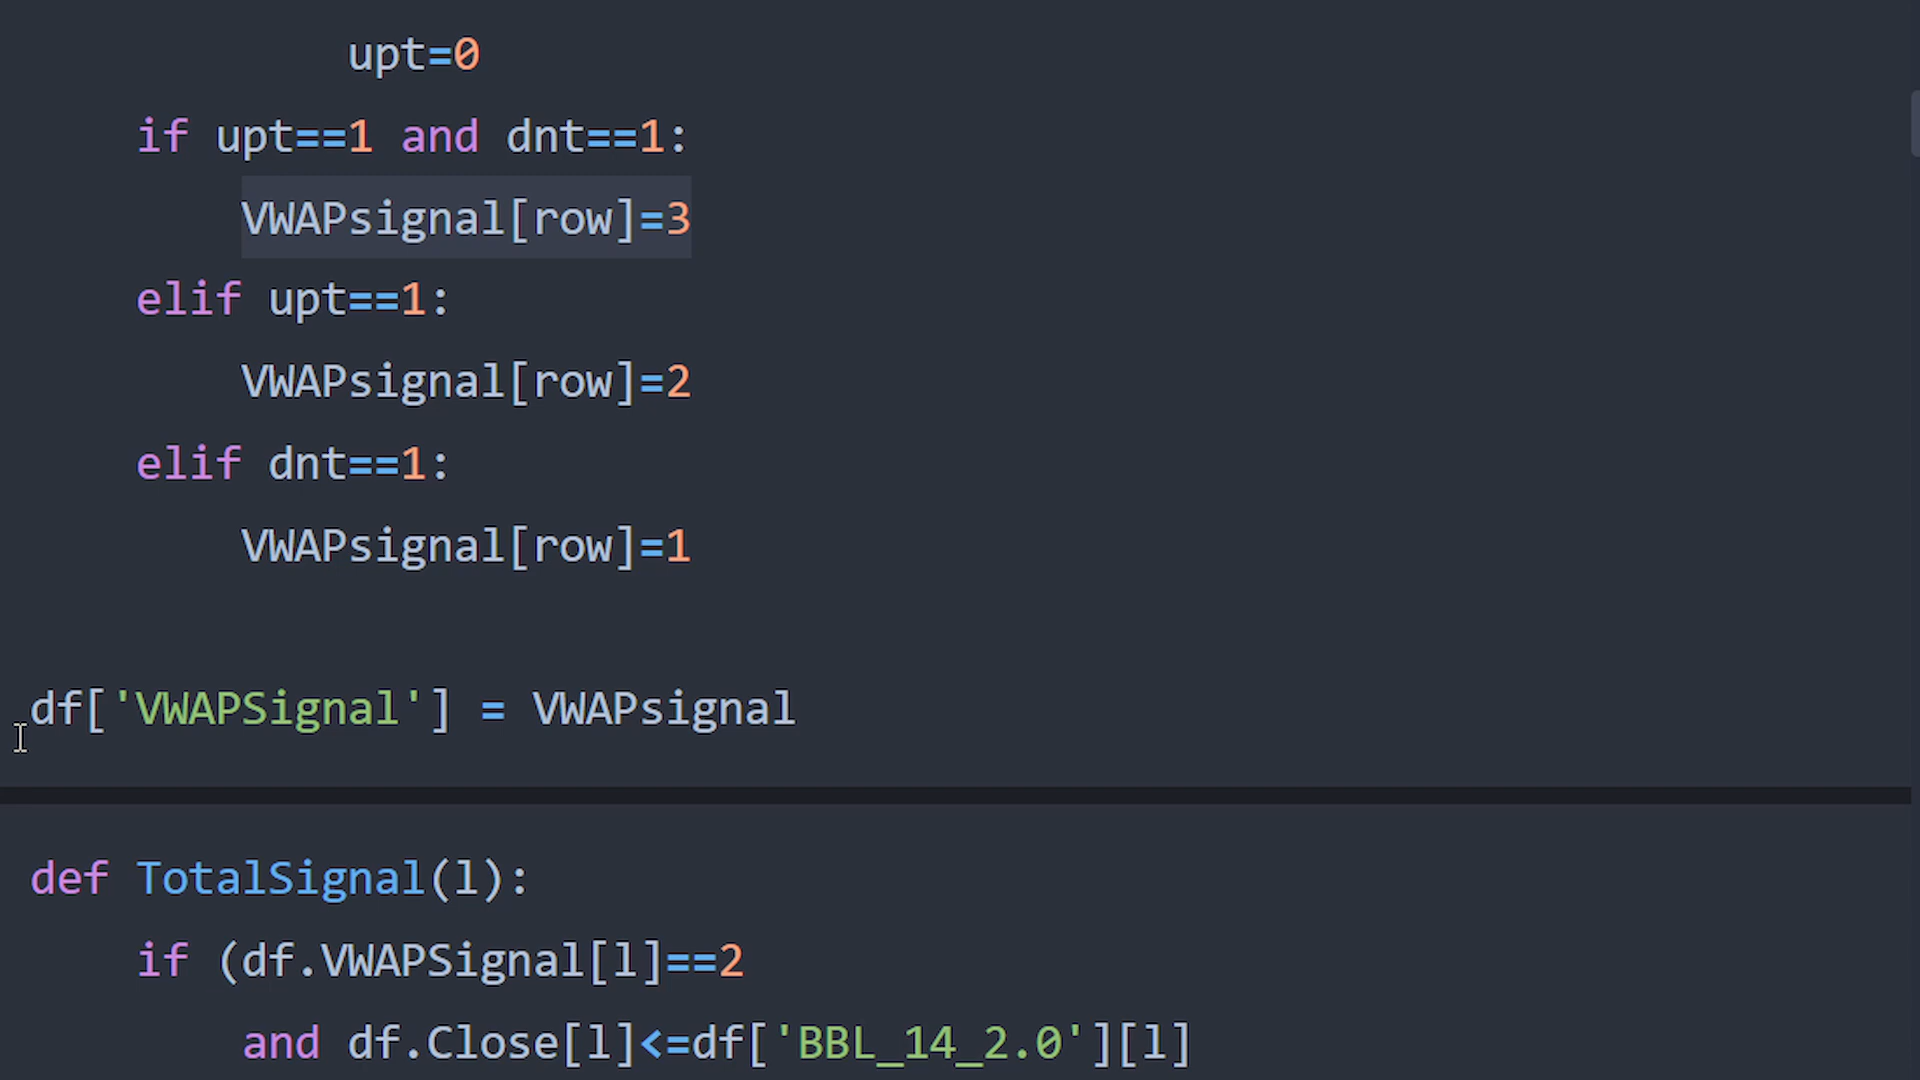 upt=0
if upt==1 and dnt==1:
VWAPsignal[row]=3
elif upt==1:
VWAPsignal[row]=2
elif dnt==1:
VWAPsignal[row]=1
df['VWAPSignal'] = VWAPsignal
def TotalSignal(l):
if (df.VWAPSignal[l]==2
and df.Close[l]<=df['BBL_14_2.0'][l]